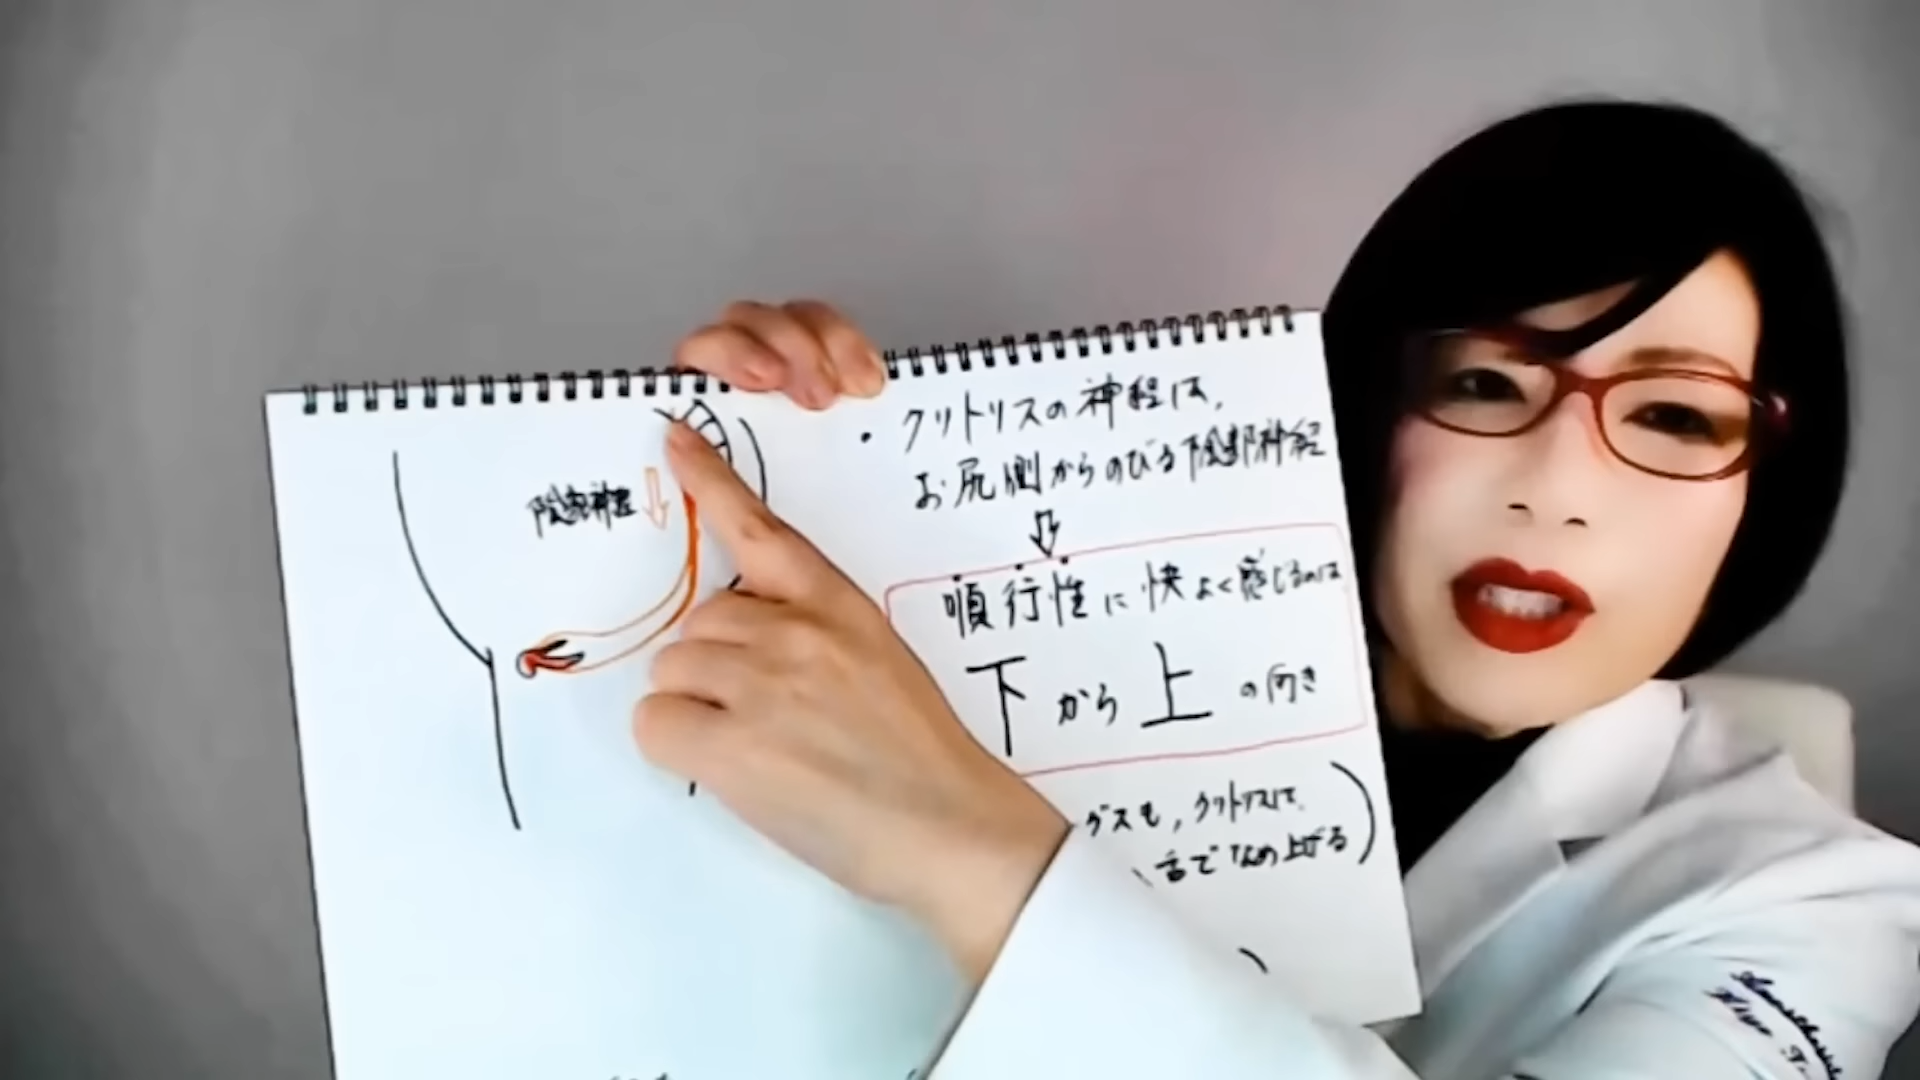 陰部神経
・クリトリスの神経は、
お尻側からのびる陰部神経
⇩
順行性に快よく感じるのは
下から上の向き
グスも、クリトリスは、
舌でなめ上げる)